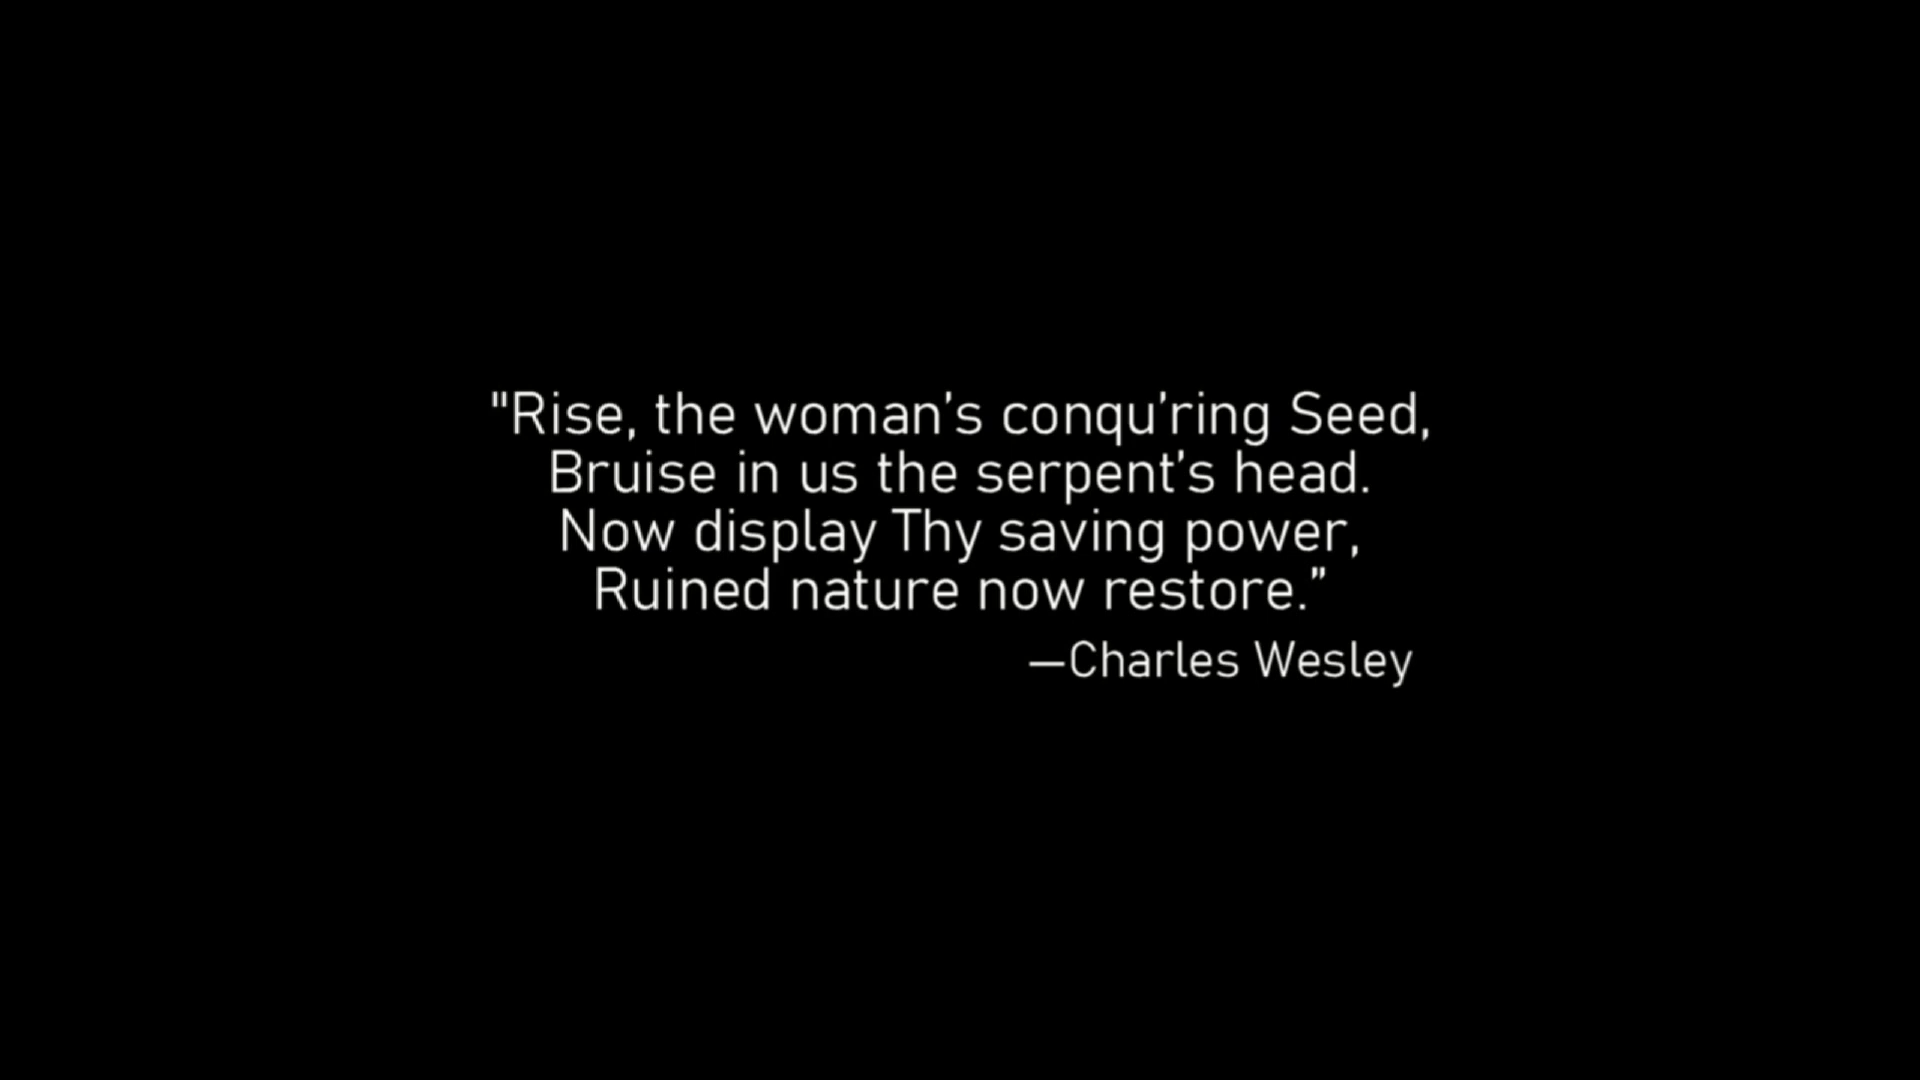 "Rise, the woman’s conqu’ring Seed,
Bruise in us the serpent’s head.
Now display Thy saving power,
Ruined nature now restore.”
—Charles Wesley